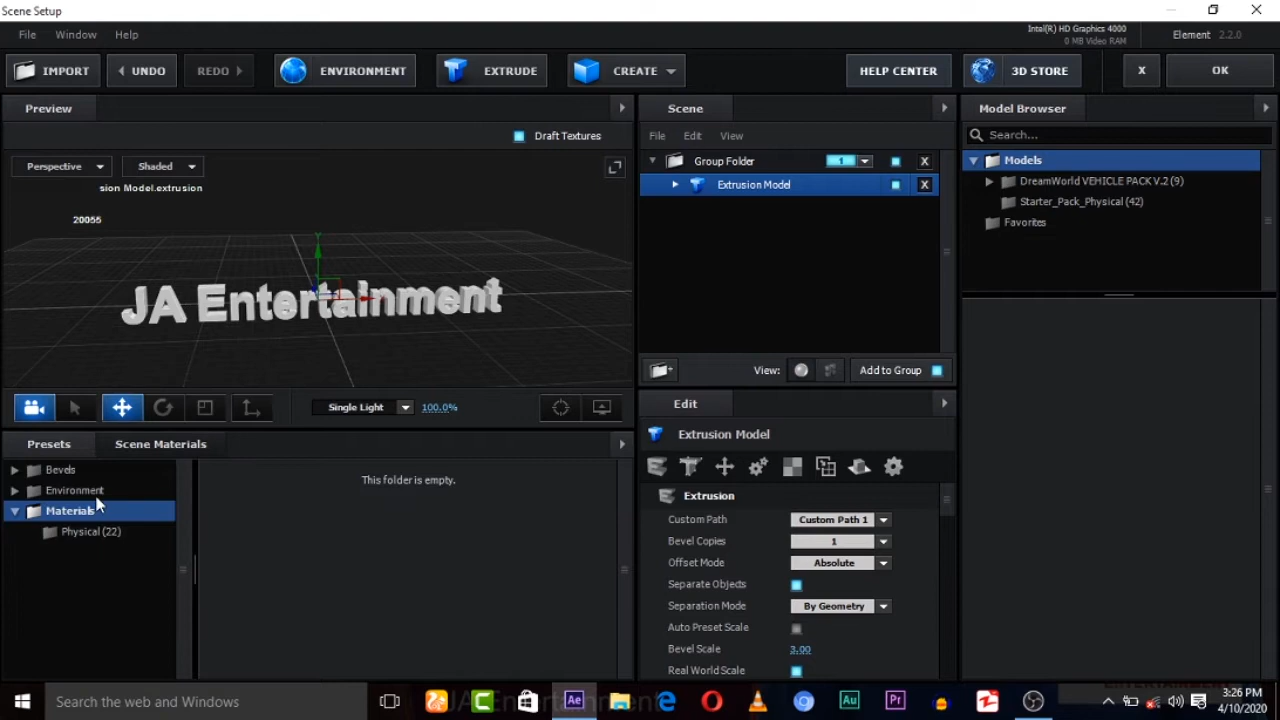 Scene Setup
File Window Help
Intel(R) HD Graphics 4000
0 MB Video RAM
Element 2.2.0
IMPORT UNDO REDO ENVIRONMENT EXTRUDE CREATE HELP CENTER 3D STORE X OK
Preview
Draft Textures
Perspective Shaded
sion Model.extrusion
20055
Y
JA Entertainment
Single Light 100.0%
Presets Scene Materials
Bevels
Environment
Materials
Physical (22)
This folder is empty.
Scene
File Edit View
Group Folder 1 X
Extrusion Model X
View: Add to Group
Edit
Extrusion Model
Extrusion
Custom Path Custom Path 1
Bevel Copies 1
Offset Mode Absolute
Separate Objects
Separation Mode By Geometry
Auto Preset Scale
Bevel Scale 3.00
Real World Scale
Model Browser
Search...
Models
DreamWorld VEHICLE PACK V.2 (9)
Starter_Pack_Physical (42)
Favorites
Search the web and Windows
Ae
Au
Pr
3:26 PM
4/10/2020